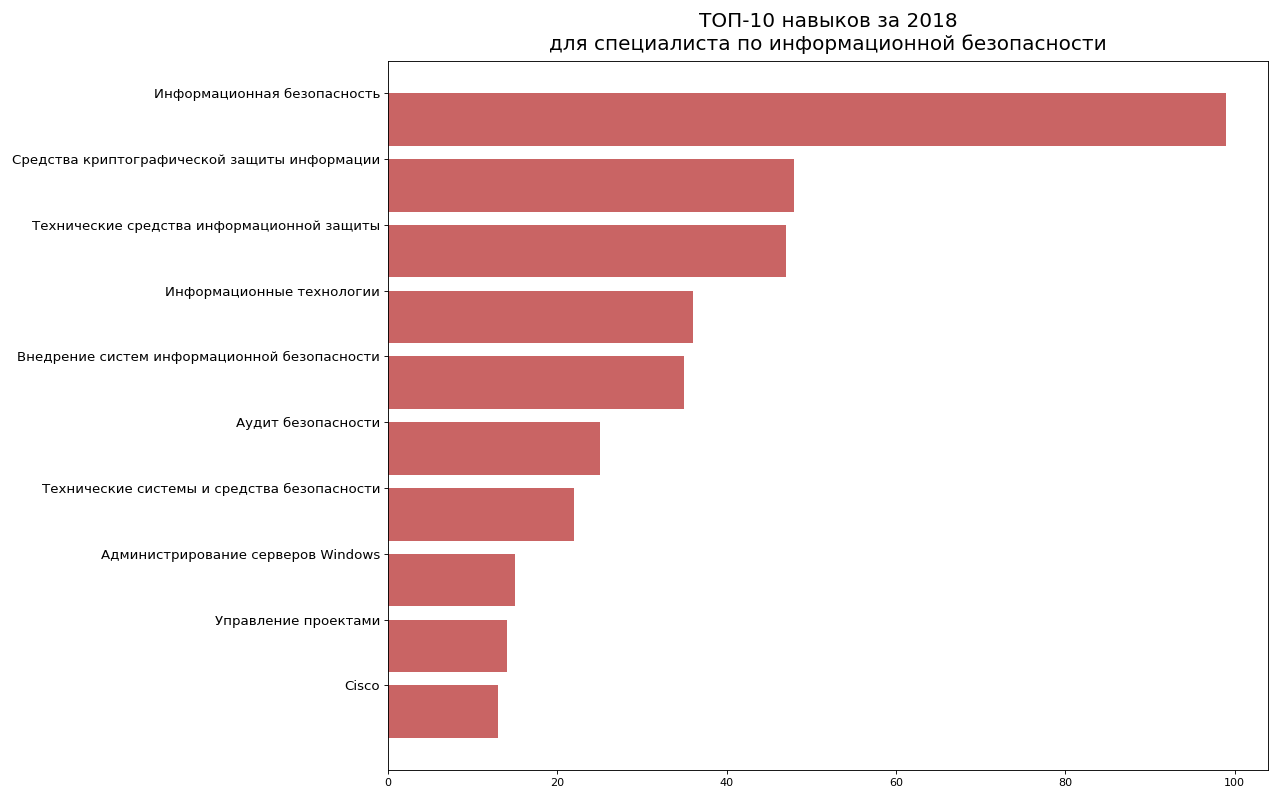 ТОП-10 навыков за 2018
для специалиста по информационной безопасности
Информационная безопасность
Средства криптографической защиты информации
Технические средства информационной защиты
Информационные технологии
Внедрение систем информационной безопасности
Аудит безопасности
Технические системы и средства безопасности
Администрирование серверов Windows
Управление проектами
Cisco
0 20 40 60 80 100